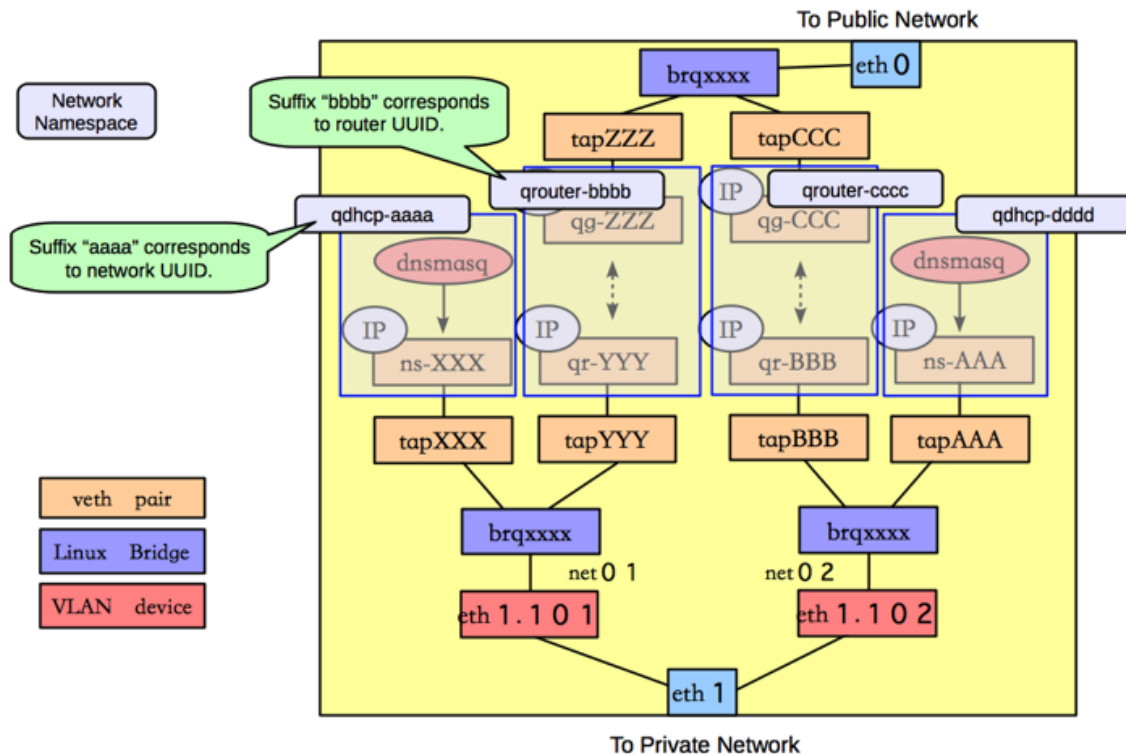 To Public Network
eth 0
brqxxxx
Network
Namespace
Suffix “bbbb” corresponds
to router UUID.
tapZZZ
tapCCC
qrouter-bbbb
IP
qrouter-cccc
qdhcp-aaaa
qdhcp-dddd
qg-ZZZ
qg-CCC
Suffix “aaaa” corresponds
to network UUID.
dnsmasq
dnsmasq
IP
IP
IP
IP
ns-XXX
qr-YYY
qr-BBB
ns-AAA
tapXXX
tapYYY
tapBBB
tapAAA
veth pair
Linux Bridge
VLAN device
brqxxxx
brqxxxx
net 0 1
net 0 2
eth 1 . 1 0 1
eth 1 . 1 0 2
eth 1
To Private Network